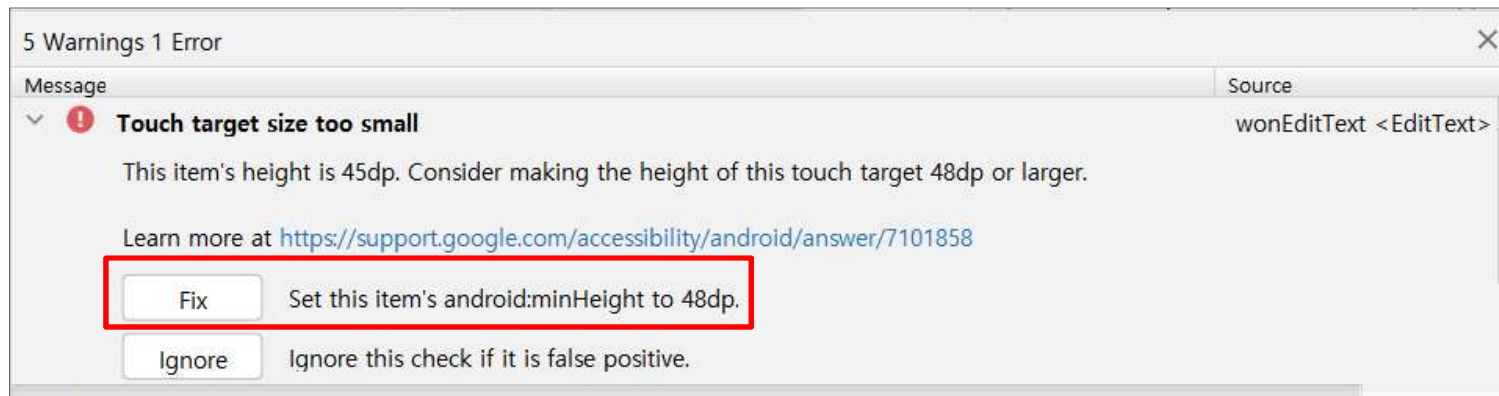 5 Warnings 1 Error
Message Source
Touch target size too small wonEditText <EditText>
This item's height is 45dp. Consider making the height of this touch target 48dp or larger.
Learn more at https://support.google.com/accessibility/android/answer/7101858
Fix Set this item's android:minHeight to 48dp.
Ignore Ignore this check if it is false positive.